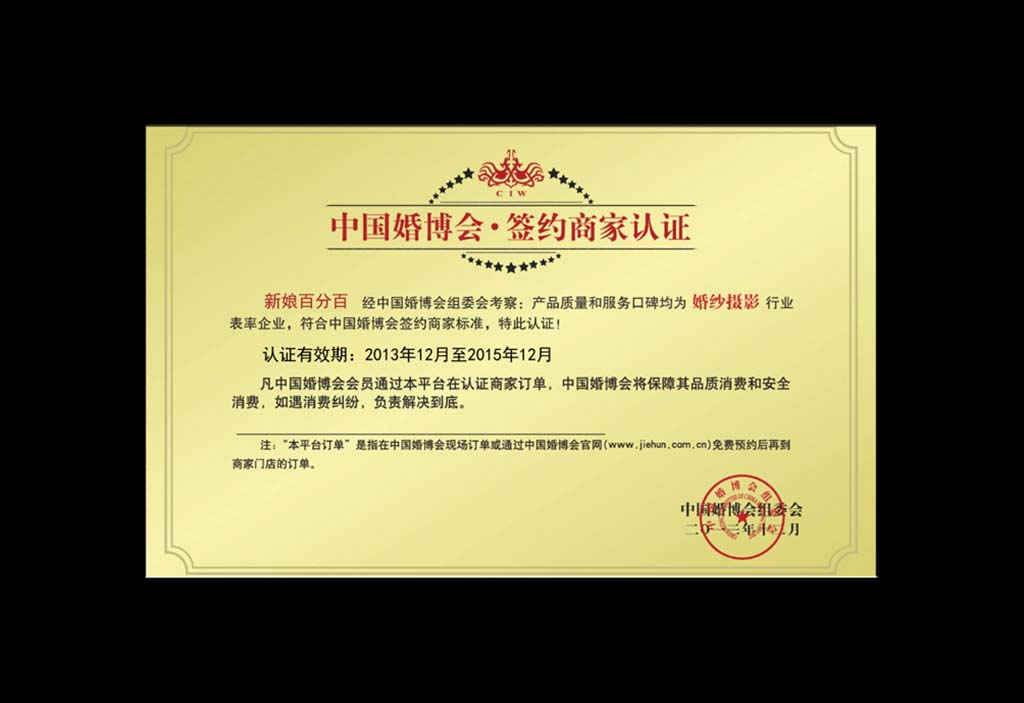 CIW
中国婚博会·签约商家认证
新娘百分百 经中国婚博会组委会考察：产品质量和服务口碑均为 婚纱摄影 行业
表率企业，符合中国婚博会签约商家标准，特此认证！
认证有效期：2013年12月至2015年12月
凡中国婚博会会员通过本平台在认证商家订单，中国婚博会将保障其品质消费和安全
消费，如遇消费纠纷，负责解决到底。
注：“本平台订单”是指在中国婚博会现场订单或通过中国婚博会官网(www.jiehun.com.cn)免费预约后再到
商家门店的订单。
中国婚博会组委会
二〇一三年十二月